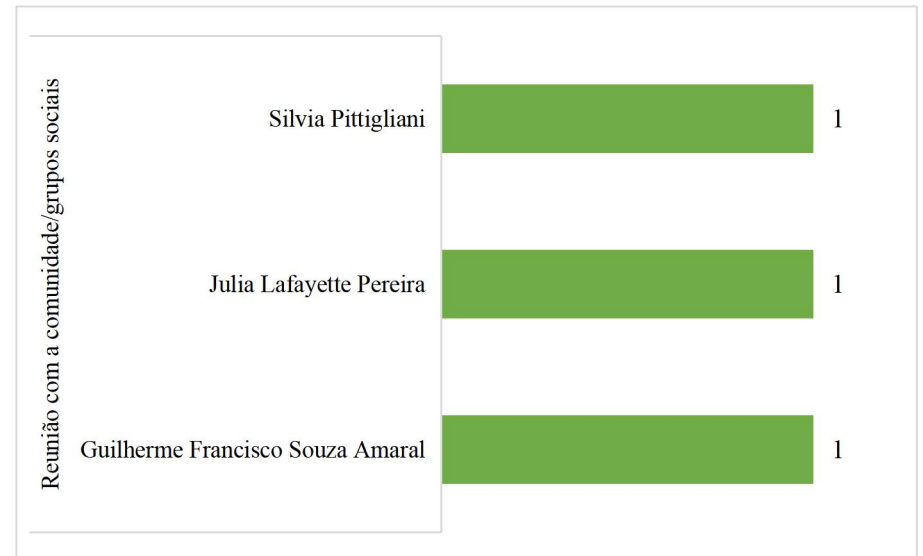 Reunião com a comunidade/grupos sociais
Silvia Pittigliani
1
Julia Lafayette Pereira
1
Guilherme Francisco Souza Amaral
1